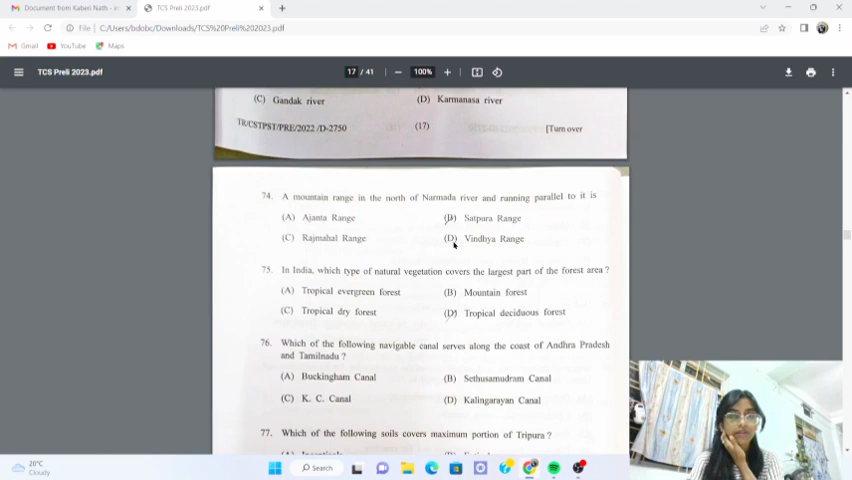 Document from Kaberi Nath - in
TCS Preli 2023.pdf
File
C:/Users/bdobc/Downloads/TCS%20Preli%202023.pdf
Gmail
YouTube
Maps
TCS Preli 2023.pdf
17 / 41
100%
(C) Gandak river
(D) Karmanasa river
TR/CSTPST/PRE/2022 /D-2750
(17)
[Turn over
74. A mountain range in the north of Narmada river and running parallel to it is
(A) Ajanta Range
(B) Satpura Range
(C) Rajmahal Range
(D) Vindhya Range
75. In India, which type of natural vegetation covers the largest part of the forest area ?
(A) Tropical evergreen forest
(B) Mountain forest
(C) Tropical dry forest
(D) Tropical deciduous forest
76. Which of the following navigable canal serves along the coast of Andhra Pradesh
and Tamilnadu ?
(A) Buckingham Canal
(B) Sethusamudram Canal
(C) K. C. Canal
(D) Kalingarayan Canal
77. Which of the following soils covers maximum portion of Tripura ?
20°C
Cloudy
Search